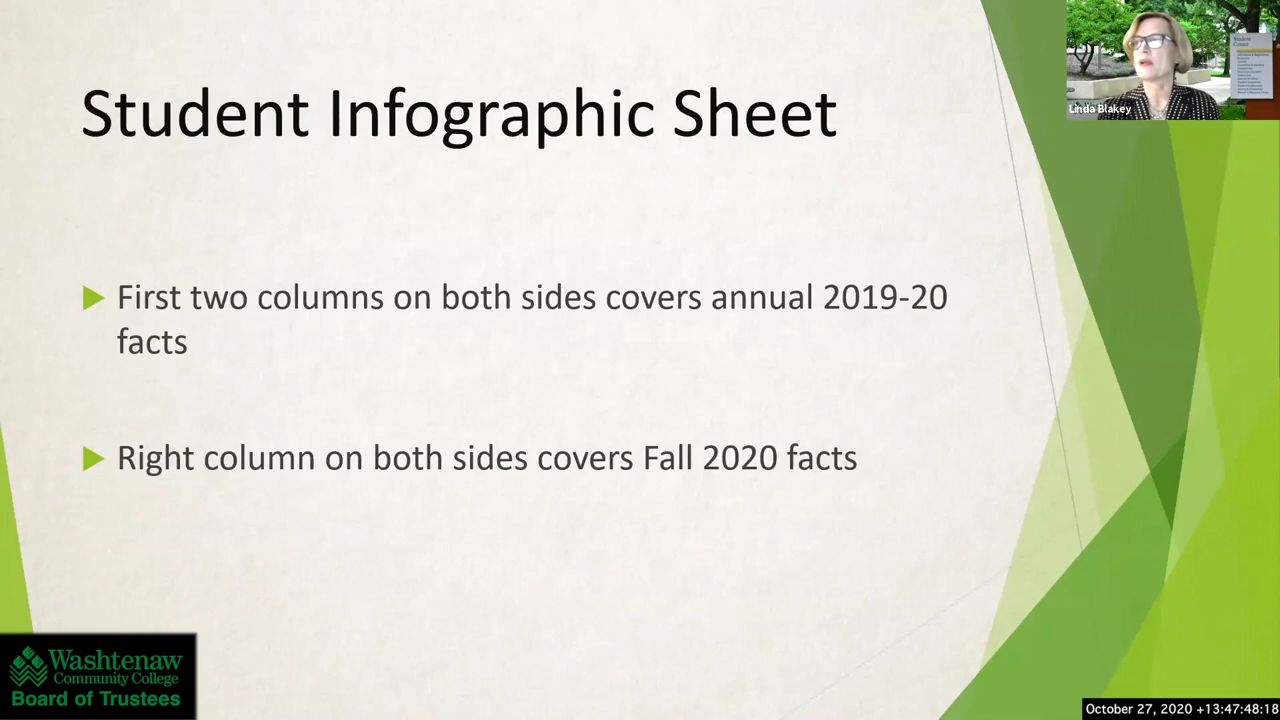 Student Infographic Sheet
First two columns on both sides covers annual 2019-20
facts
Right column on both sides covers Fall 2020 facts
Student
Center
Linda Blakey
Washtenaw
Community College
Board of Trustees
October 27, 2020 +13:47:48:18